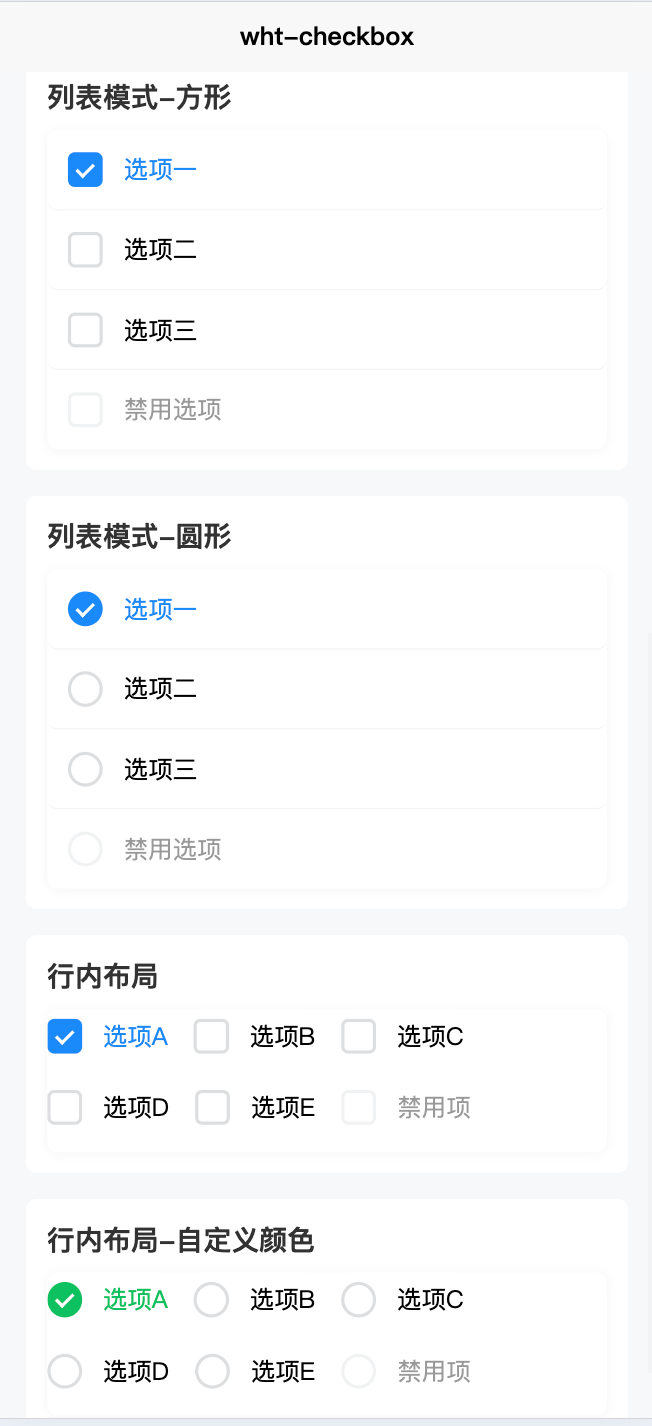 wht-checkbox
列表模式-方形
选项一
选项二
选项三
禁用选项
列表模式-圆形
选项一
选项二
选项三
禁用选项
行内布局
选项A 选项B 选项C
选项D 选项E 禁用项
行内布局-自定义颜色
选项A 选项B 选项C
选项D 选项E 禁用项